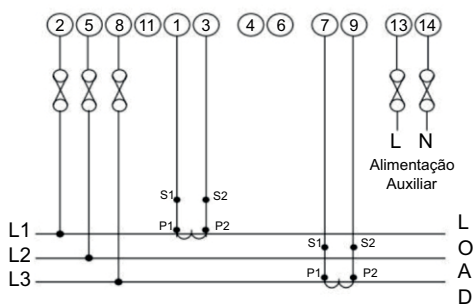 2 5 8 11 1 3 4 6 7 9 13 14
L N
Alimentação
Auxiliar
S1 S2
P1 P2
L1 L
S1 S2
L2 O
P1 P2 A
L3
D